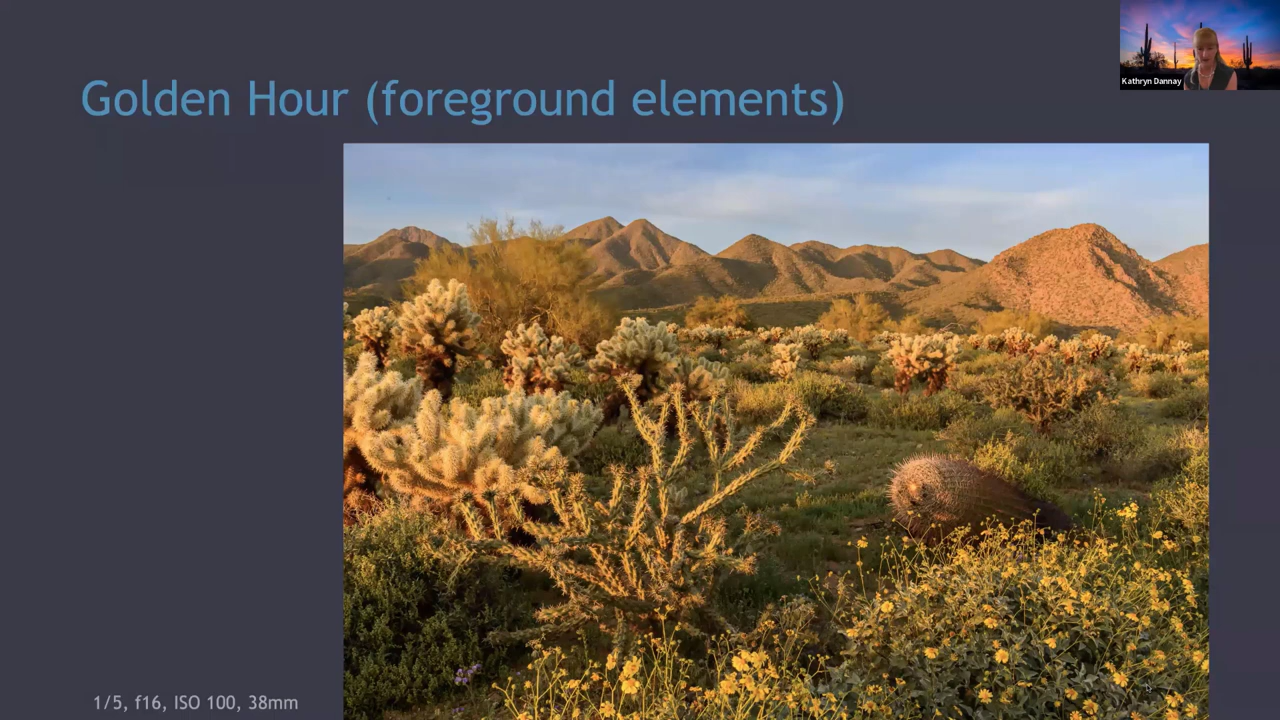 Kathryn Dannay
Golden Hour (foreground elements)
1/5, f16, ISO 100, 38mm